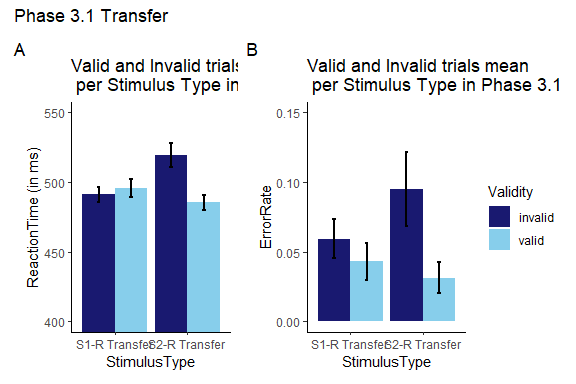 Phase 3.1 Transfer
A
Valid and Invalid trials
per Stimulus Type in
550
500
450
400
ReactionTime (in ms)
S1-R Transfer
S2-R Transfer
StimulusType
B
Valid and Invalid trials mean
per Stimulus Type in Phase 3.1
0.15
0.10
0.05
0.00
ErrorRate
S1-R Transfer
S2-R Transfer
StimulusType
Validity
invalid
valid